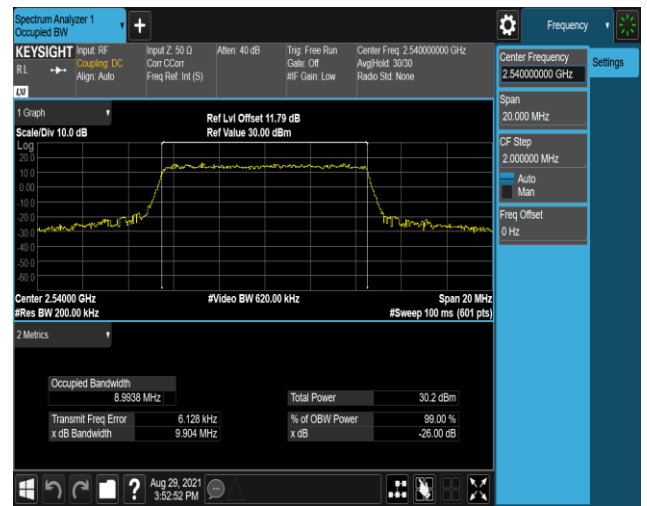 Spectrum Analyzer 1
Occupied BW
Frequency
KEYSIGHT
RL
LXI
Input: RF
Coupling: DC
Align: Auto
Input Z: 50 Ω
Corr CCorr
Freq Ref: Int (S)
Atten: 40 dB
Trig: Free Run
Gate: Off
#IF Gain: Low
Center Freq: 2.540000000 GHz
Avg|Hold: 30/30
Radio Std: None
Center Frequency
2.540000000 GHz
Settings
Span
20.000 MHz
CF Step
2.000000 MHz
Auto
Man
Freq Offset
0 Hz
1 Graph
Scale/Div 10.0 dB
Ref Lvl Offset 11.79 dB
Ref Value 30.00 dBm
Log
20.0
10.0
0.00
-10.0
-20.0
-30.0
-40.0
-50.0
-60.0
Center 2.54000 GHz
#Video BW 620.00 kHz
Span 20 MHz
#Res BW 200.00 kHz
#Sweep 100 ms (601 pts)
2 Metrics
Occupied Bandwidth
8.9938 MHz
Total Power 30.2 dBm
Transmit Freq Error 6.128 kHz
% of OBW Power 99.00 %
x dB Bandwidth 9.904 MHz
x dB -26.00 dB
?
Aug 29, 2021
3:52:52 PM